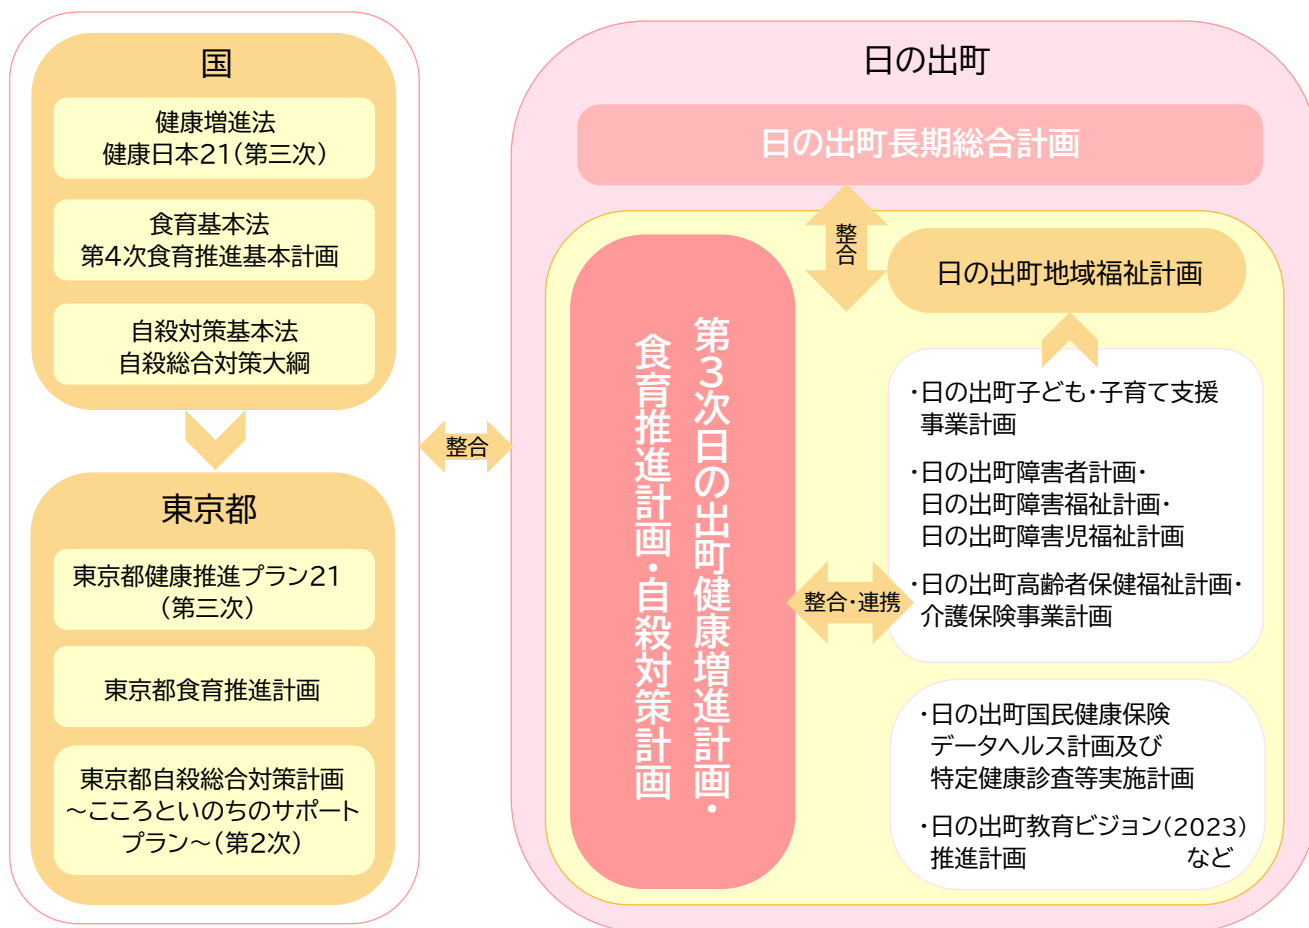 国
健康増進法
健康日本21(第三次)
食育基本法
第4次食育推進基本計画
自殺対策基本法
自殺総合対策大綱
東京都
東京都健康推進プラン21
(第三次)
東京都食育推進計画
東京都自殺総合対策計画
～こころといのちのサポート
プラン～(第2次)
整合
日の出町
日の出町長期総合計画
整合
第3次日の出町健康増進計画・
食育推進計画・自殺対策計画
日の出町地域福祉計画
・日の出町子ども・子育て支援
事業計画
・日の出町障害者計画・
日の出町障害福祉計画・
日の出町障害児福祉計画
・日の出町高齢者保健福祉計画・
介護保険事業計画
整合・連携
・日の出町国民健康保険
データヘルス計画及び
特定健康診査等実施計画
・日の出町教育ビジョン(2023)
推進計画 など